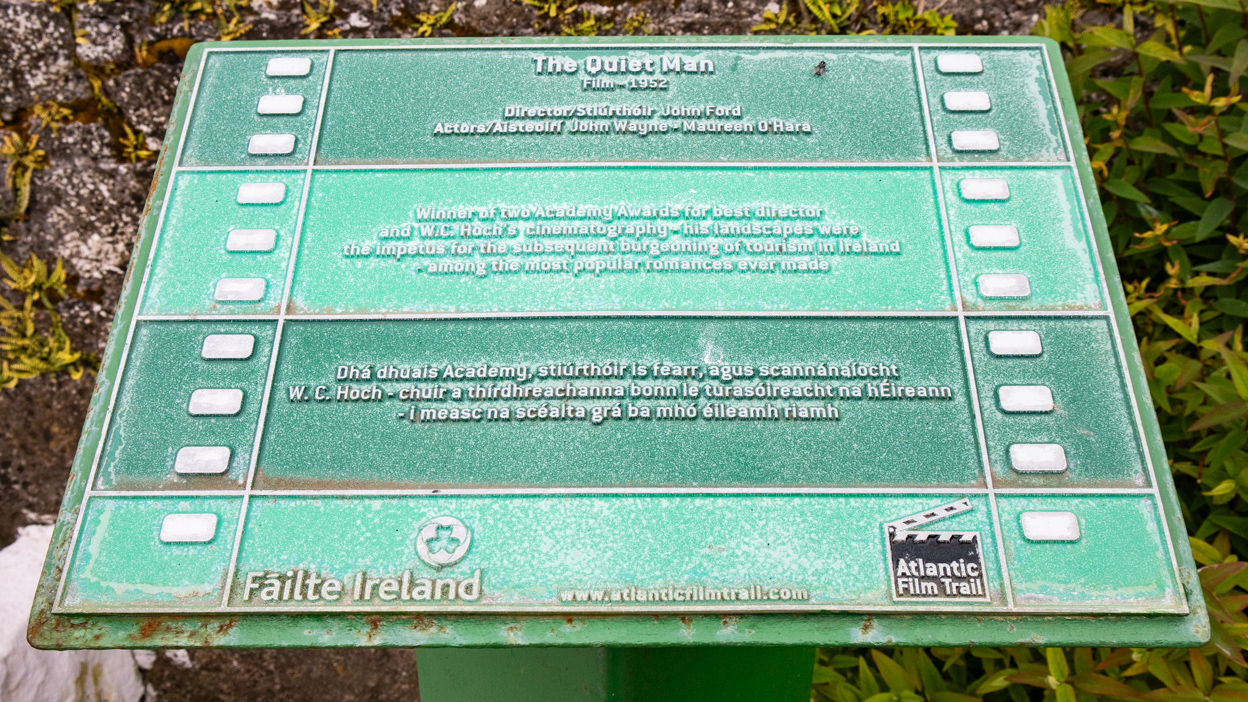 The Quiet Man
Film - 1952
Director/Stiúrthóir John Ford
Actors/Aisteoirí John Wayne - Maureen O'Hara
Winner of two Academy Awards for best director
and W.C. Hoch's cinematography - his landscapes were
the impetus for the subsequent burgeoning of tourism in Ireland
- among the most popular romances ever made
Dhá dhuais Academy, stiúrthóir is fearr, agus scannánaíocht
W. C. Hoch - chuir a thírdhreachanna bonn le turasóireacht na hÉireann
- i measc na scéalta grá ba mhó éileamh riamh
Fáilte Ireland
www.atlanticfilmtrail.com
Atlantic
Film Trail